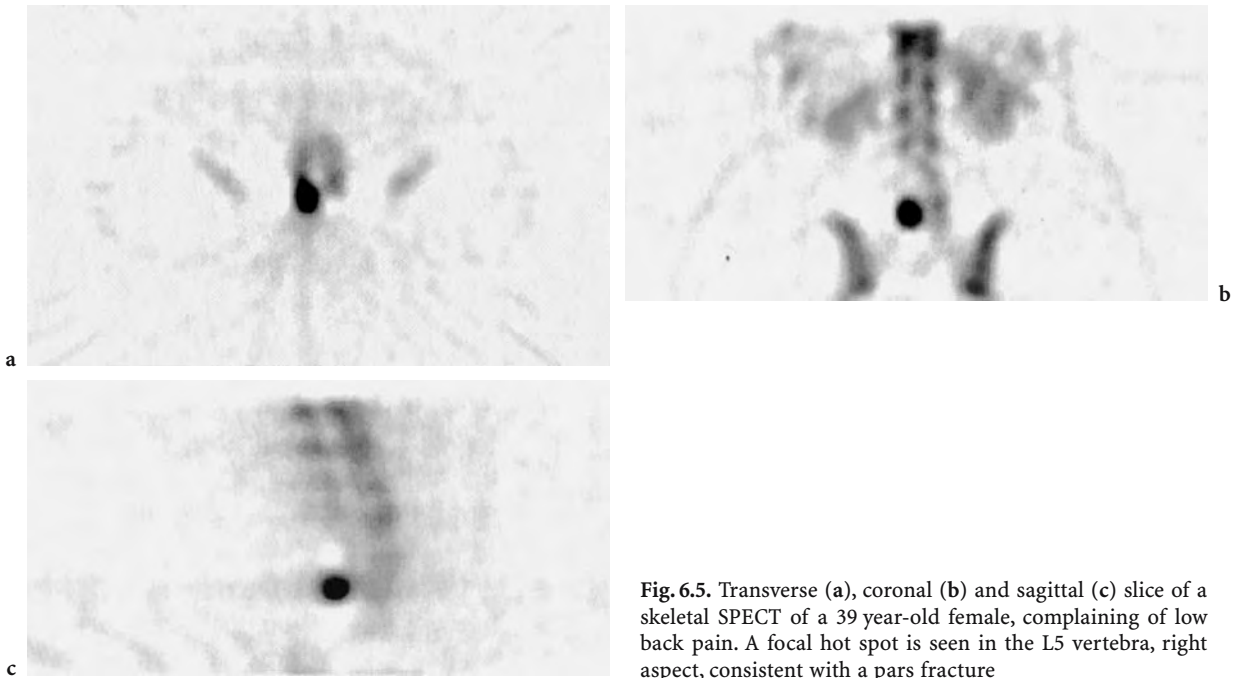 a
b
c
Fig. 6.5. Transverse (a), coronal (b) and sagittal (c) slice of a
skeletal SPECT of a 39 year-old female, complaining of low
back pain. A focal hot spot is seen in the L5 vertebra, right
aspect, consistent with a pars fracture